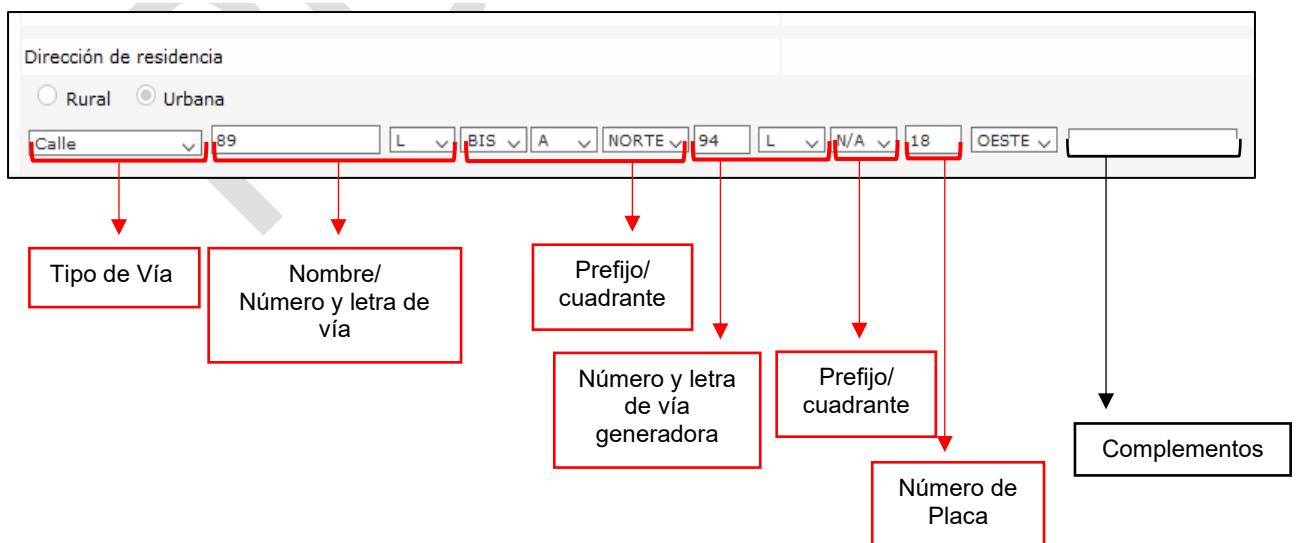 Dirección de residencia
Rural Urbana
Calle 89 L BIS A NORTE 94 L N/A 18 OESTE
Tipo de Vía
Nombre/
Número y letra de
vía
Prefijo/
cuadrante
Número y letra
de vía
generadora
Prefijo/
cuadrante
Número de
Placa
Complementos